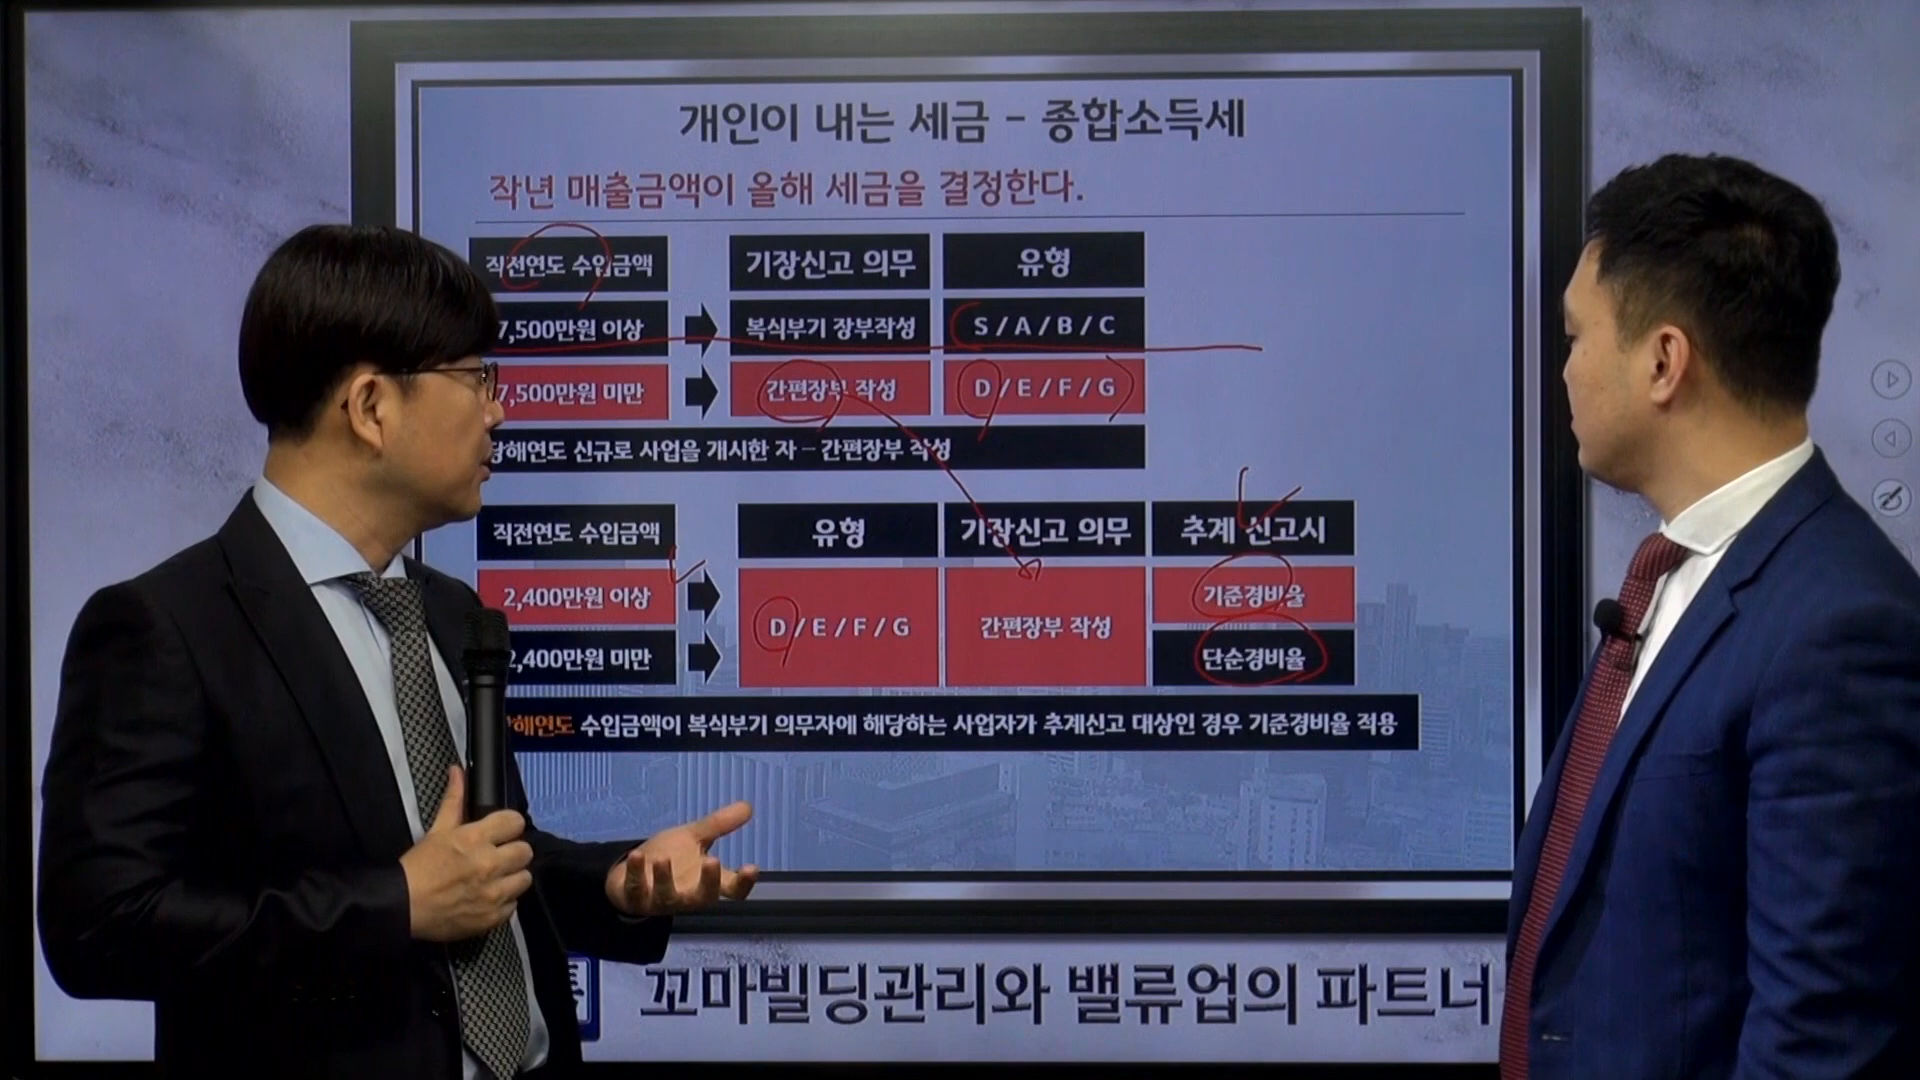 개인이 내는 세금 - 종합소득세
작년 매출금액이 올해 세금을 결정한다.
직전연도 수입금액 기장신고 의무 유형
7,500만원 이상 복식부기 장부작성 S / A / B / C
7,500만원 미만 간편장부 작성 D / E / F / G
당해연도 신규로 사업을 개시한 자 – 간편장부 작성
직전연도 수입금액 유형 기장신고 의무 추계 신고시
2,400만원 이상 D / E / F / G 간편장부 작성 기준경비율
2,400만원 미만 단순경비율
당해연도 수입금액이 복식부기 의무자에 해당하는 사업자가 추계신고 대상인 경우 기준경비율 적용
꼬마빌딩관리와 밸류업의 파트너